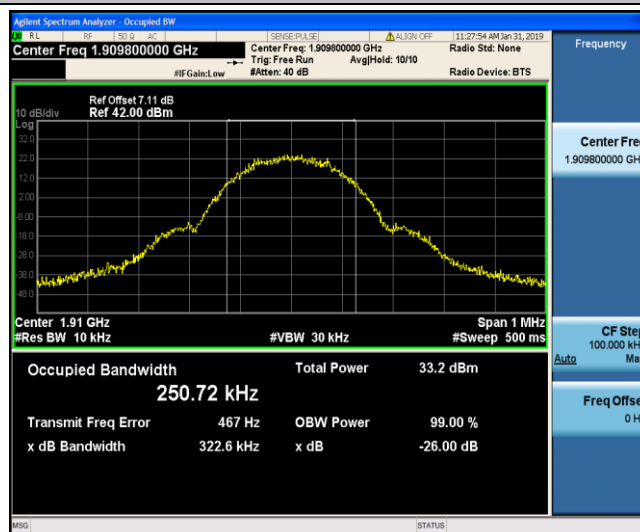 Agilent Spectrum Analyzer - Occupied BW
RL RF 50 Ω AC SENSE:PULSE ALIGN OFF 11:27:54 AM Jan 31, 2019
Center Freq 1.909800000 GHz Center Freq: 1.909800000 GHz Radio Std: None
Trig: Free Run Avg|Hold: 10/10
#IFGain:Low #Atten: 40 dB Radio Device: BTS
Frequency
Ref Offset 7.11 dB
10 dB/div Ref 42.00 dBm
Log
32.0
22.0
12.0
2.00
-8.00
-18.0
-28.0
-38.0
-48.0
Center 1.91 GHz Span 1 MHz
#Res BW 10 kHz #VBW 30 kHz #Sweep 500 ms
Occupied Bandwidth Total Power 33.2 dBm
250.72 kHz
Transmit Freq Error 467 Hz OBW Power 99.00 %
x dB Bandwidth 322.6 kHz x dB -26.00 dB
Center Fre
1.909800000 GH
CF Ste
100.000 kH
Auto Ma
Freq Offse
0 H
MSG STATUS